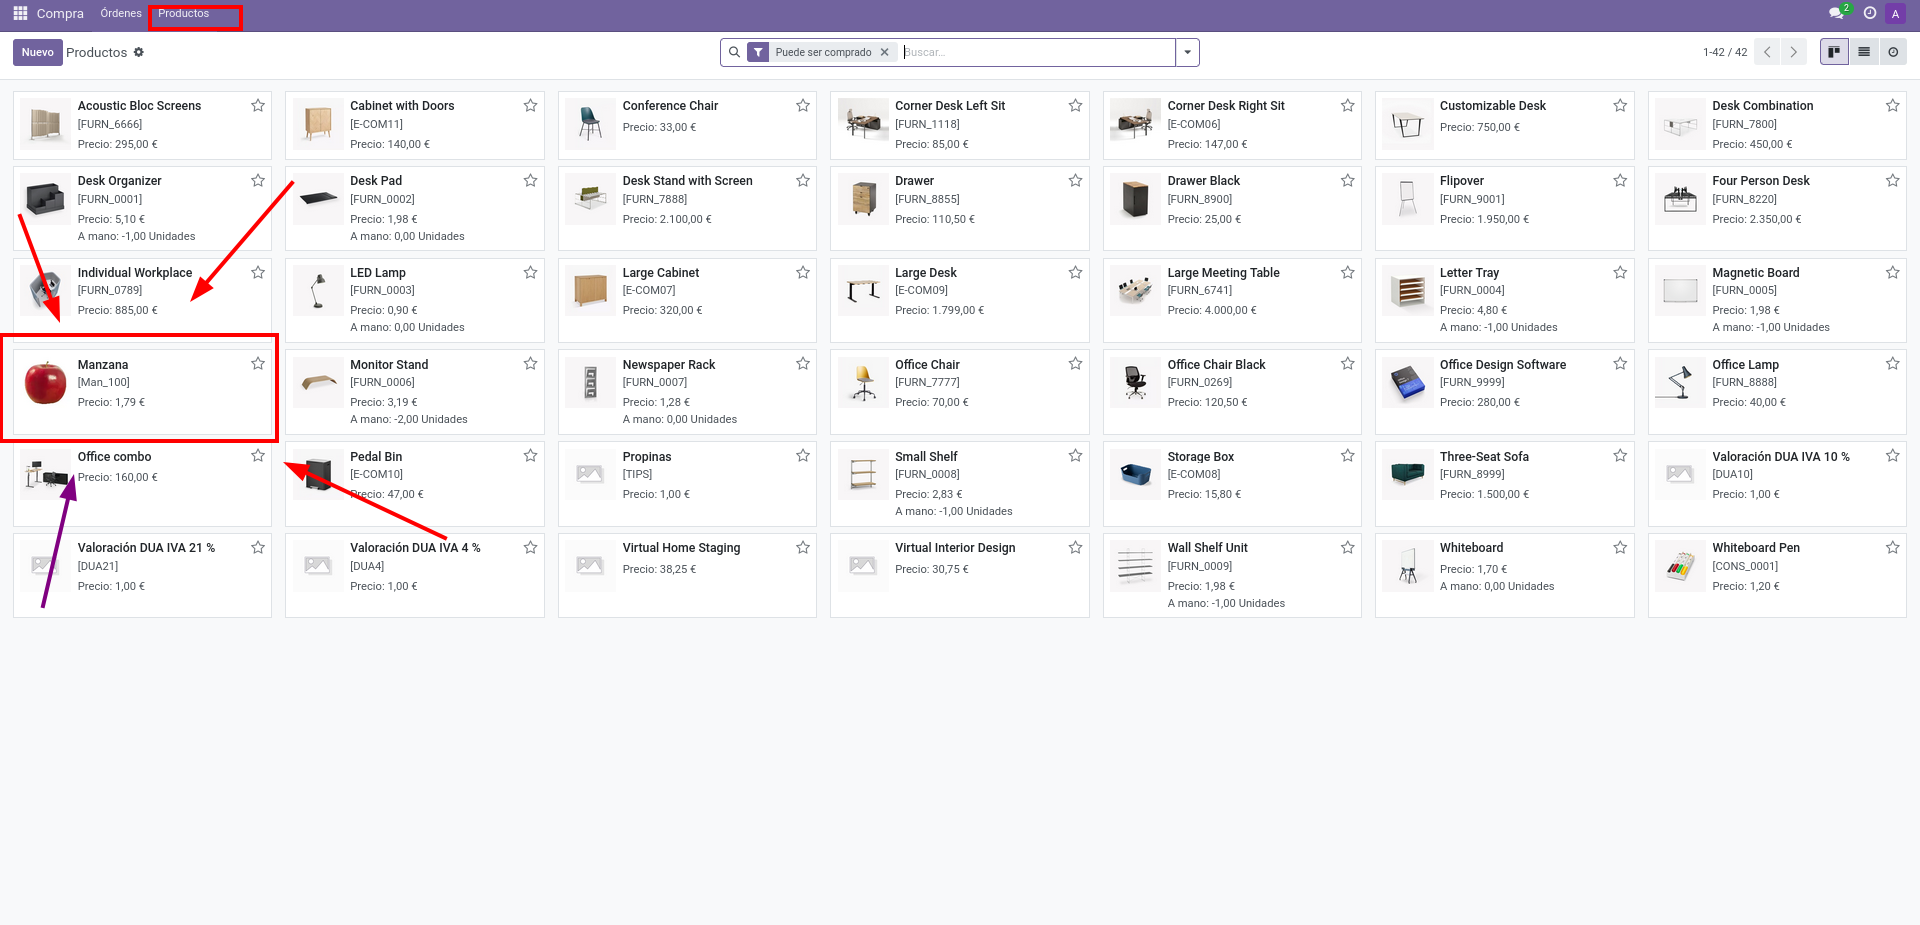 Compra Órdenes Productos 2 A
Nuevo Productos Puede ser comprado Buscar... 1-42 / 42
Acoustic Bloc Screens
[FURN_6666]
Precio: 295,00 €
Cabinet with Doors
[E-COM11]
Precio: 140,00 €
Conference Chair
Precio: 33,00 €
Corner Desk Left Sit
[FURN_1118]
Precio: 85,00 €
Corner Desk Right Sit
[E-COM06]
Precio: 147,00 €
Customizable Desk
Precio: 750,00 €
Desk Combination
[FURN_7800]
Precio: 450,00 €
Desk Organizer
[FURN_0001]
Precio: 5,10 €
A mano: -1,00 Unidades
Desk Pad
[FURN_0002]
Precio: 1,98 €
A mano: 0,00 Unidades
Desk Stand with Screen
[FURN_7888]
Precio: 2.100,00 €
Drawer
[FURN_8855]
Precio: 110,50 €
Drawer Black
[FURN_8900]
Precio: 25,00 €
Flipover
[FURN_9001]
Precio: 1.950,00 €
Four Person Desk
[FURN_8220]
Precio: 2.350,00 €
Individual Workplace
[FURN_0789]
Precio: 885,00 €
LED Lamp
[FURN_0003]
Precio: 0,90 €
A mano: 0,00 Unidades
Large Cabinet
[E-COM07]
Precio: 320,00 €
Large Desk
[E-COM09]
Precio: 1.799,00 €
Large Meeting Table
[FURN_6741]
Precio: 4.000,00 €
Letter Tray
[FURN_0004]
Precio: 4,80 €
A mano: -1,00 Unidades
Magnetic Board
[FURN_0005]
Precio: 1,98 €
A mano: -1,00 Unidades
Manzana
[Man_100]
Precio: 1,79 €
Monitor Stand
[FURN_0006]
Precio: 3,19 €
A mano: -2,00 Unidades
Newspaper Rack
[FURN_0007]
Precio: 1,28 €
A mano: 0,00 Unidades
Office Chair
[FURN_7777]
Precio: 70,00 €
Office Chair Black
[FURN_0269]
Precio: 120,50 €
Office Design Software
[FURN_9999]
Precio: 280,00 €
Office Lamp
[FURN_8888]
Precio: 40,00 €
Office combo
Precio: 160,00 €
Pedal Bin
[E-COM10]
Precio: 47,00 €
Propinas
[TIPS]
Precio: 1,00 €
Small Shelf
[FURN_0008]
Precio: 2,83 €
A mano: -1,00 Unidades
Storage Box
[E-COM08]
Precio: 15,80 €
Three-Seat Sofa
[FURN_8999]
Precio: 1.500,00 €
Valoración DUA IVA 10 %
[DUA10]
Precio: 1,00 €
Valoración DUA IVA 21 %
[DUA21]
Precio: 1,00 €
Valoración DUA IVA 4 %
[DUA4]
Precio: 1,00 €
Virtual Home Staging
Precio: 38,25 €
Virtual Interior Design
Precio: 30,75 €
Wall Shelf Unit
[FURN_0009]
Precio: 1,98 €
A mano: -1,00 Unidades
Whiteboard
Precio: 1,70 €
A mano: 0,00 Unidades
Whiteboard Pen
[CONS_0001]
Precio: 1,20 €